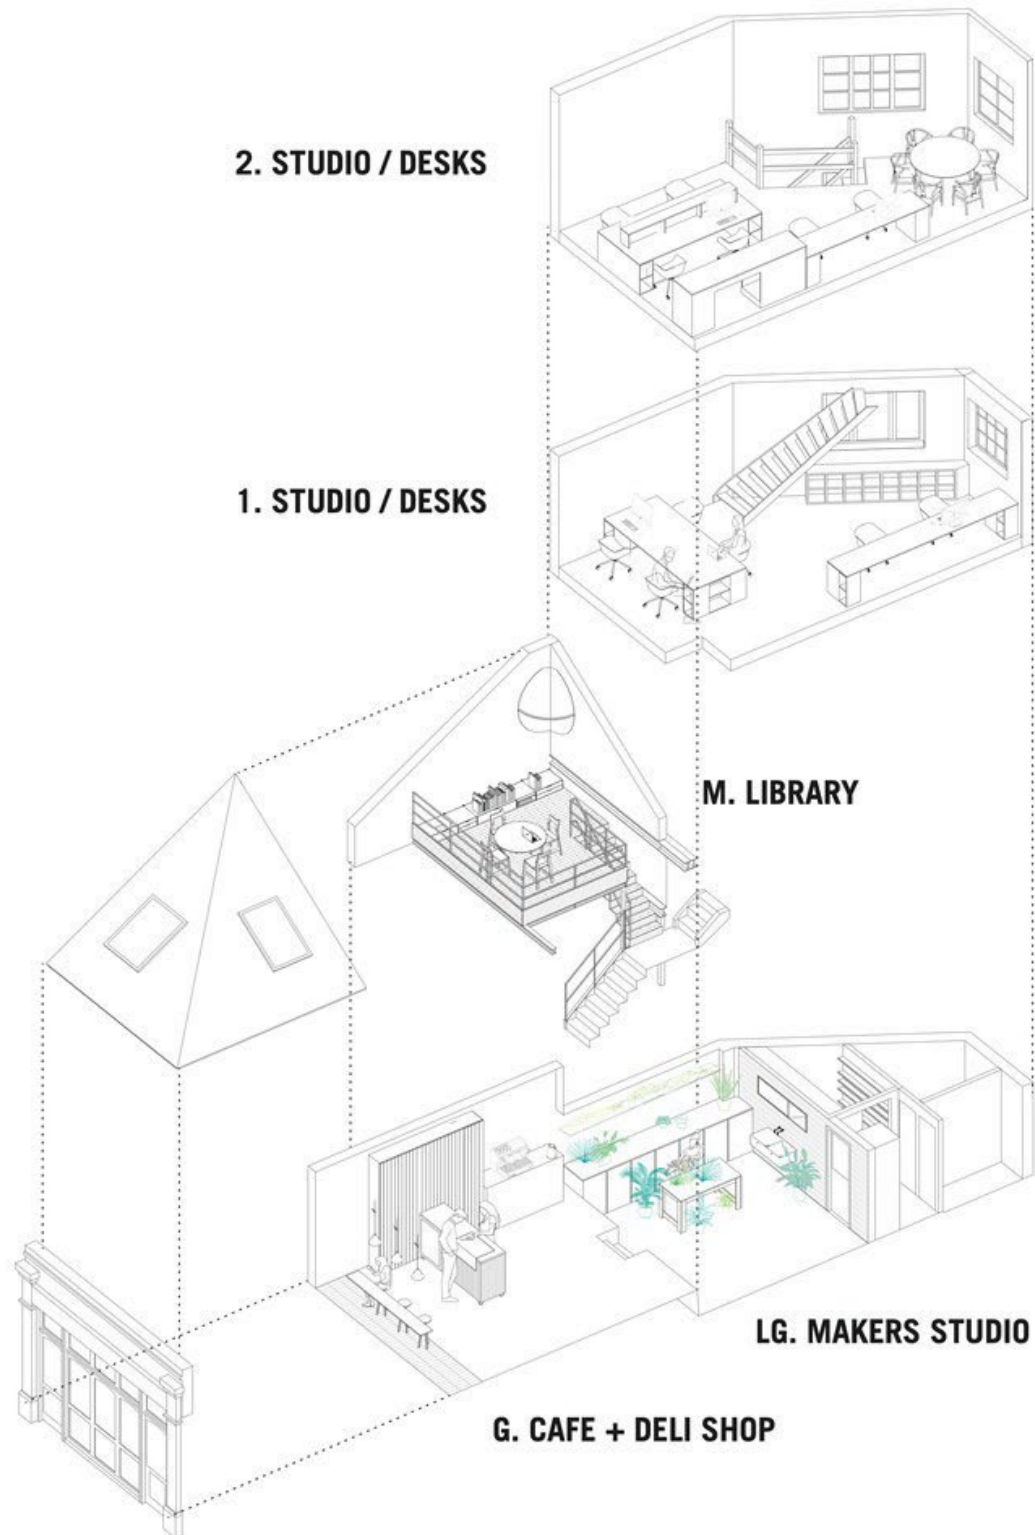 2. STUDIO / DESKS
1. STUDIO / DESKS
M. LIBRARY
LG. MAKERS STUDIO
G. CAFE + DELI SHOP